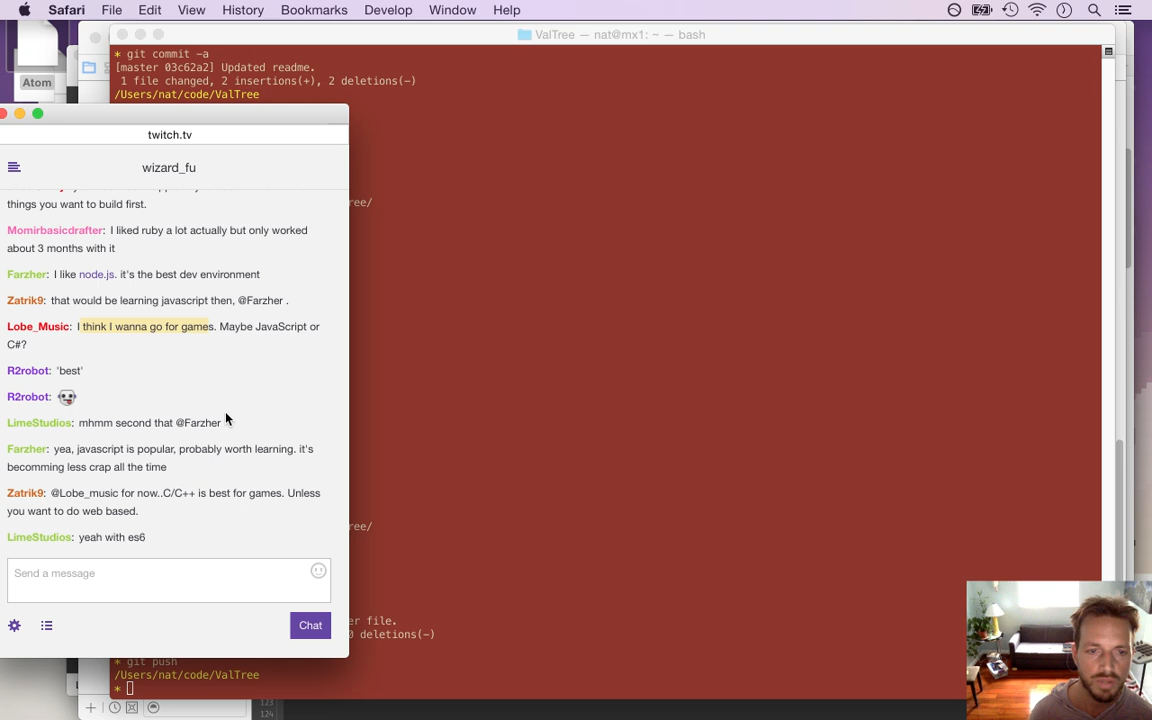 Safari File Edit View History Bookmarks Develop Window Help
ValTree — nat@mx1: ~ — bash
* git commit -a
[master 03c62a2] Updated readme.
1 file changed, 2 insertions(+), 2 deletions(-)
/Users/nat/code/ValTree
Atom
twitch.tv
wizard_fu
things you want to build first.
ree/
Momirbasicdrafter: I liked ruby a lot actually but only worked
about 3 months with it
Farzher: I like node.js. it's the best dev environment
Zatrik9: that would be learning javascript then, @Farzher .
Lobe_Music: I think I wanna go for games. Maybe JavaScript or
C#?
R2robot: 'best'
R2robot:
LimeStudios: mhmm second that @Farzher
Farzher: yea, javascript is popular, probably worth learning. it's
becomming less crap all the time
Zatrik9: @Lobe_music for now..C/C++ is best for games. Unless
you want to do web based.
ree/
LimeStudios: yeah with es6
Send a message
Chat
er file.
0 deletions(-)
* git push
/Users/nat/code/ValTree
*
123
124